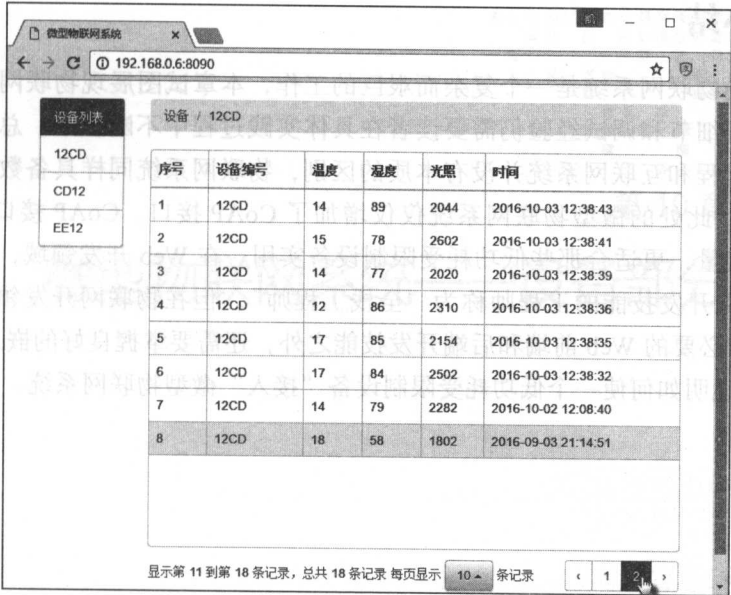 微型物联网系统
192.168.0.6:8090
设备列表
12CD
CD12
EE12
设备 / 12CD
序号 设备编号 温度 湿度 光照 时间
1 12CD 14 89 2044 2016-10-03 12:38:43
2 12CD 15 78 2602 2016-10-03 12:38:41
3 12CD 14 77 2020 2016-10-03 12:38:39
4 12CD 12 86 2310 2016-10-03 12:38:36
5 12CD 17 85 2154 2016-10-03 12:38:35
6 12CD 17 84 2502 2016-10-03 12:38:32
7 12CD 14 79 2282 2016-10-02 12:08:40
8 12CD 18 58 1802 2016-09-03 21:14:51
显示第 11 到第 18 条记录，总共 18 条记录 每页显示 10 条记录
‹ 1 2 ›